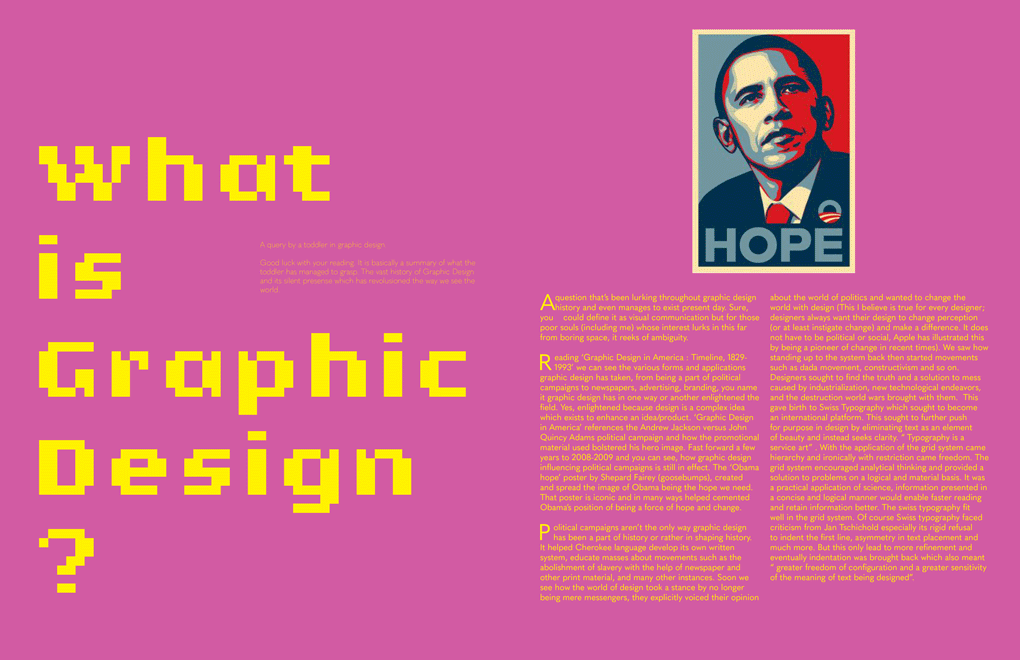 What
is
Graphic
Design
?
A query by a toddler in graphic design.
Good luck with your reading. It is basically a summary of what the
toddler has managed to grasp. The vast history of Graphic Design
and its silent presense which has revolusioned the way we see the
world.
HOPE
A question that's been lurking throughout graphic design
history and even manages to exist present day. Sure,
you could define it as visual communication but for those
poor souls (including me) whose interest lurks in this far
from boring space, it reeks of ambiguity.
Reading 'Graphic Design in America : Timeline, 1829-
1993' we can see the various forms and applications
graphic design has taken, from being a part of political
campaigns to newspapers, advertising, branding, you name
it graphic design has in one way or another enlightened the
field. Yes, enlightened because design is a complex idea
which exists to enhance an idea/product. 'Graphic Design
in America' references the Andrew Jackson versus John
Quincy Adams political campaign and how the promotional
material used bolstered his hero image. Fast forward a few
years to 2008-2009 and you can see, how graphic design
influencing political campaigns is still in effect. The 'Obama
hope' poster by Shepard Fairey (goosebumps), created
and spread the image of Obama being the hope we need.
That poster is iconic and in many ways helped cemented
Obama's position of being a force of hope and change.
Political campaigns aren't the only way graphic design
has been a part of history or rather in shaping history.
It helped Cherokee language develop its own written
system, educate masses about movements such as the
abolishment of slavery with the help of newspaper and
other print material, and many other instances. Soon we
see how the world of design took a stance by no longer
being mere messengers, they explicitly voiced their opinion
about the world of politics and wanted to change the
world with design (This I believe is true for every designer;
designers always want their design to change perception
(or at least instigate change) and make a difference. It does
not have to be political or social, Apple has illustrated this
by being a pioneer of change in recent times). We saw how
standing up to the system back then started movements
such as dada movement, constructivism and so on.
Designers sought to find the truth and a solution to mess
caused by industrialization, new technological endeavors,
and the destruction world wars brought with them. This
gave birth to Swiss Typography which sought to become
an international platform. This sought to further push
for purpose in design by eliminating text as an element
of beauty and instead seeks clarity. " Typography is a
service art" . With the application of the grid system came
hierarchy and ironically with restriction came freedom. The
grid system encouraged analytical thinking and provided a
solution to problems on a logical and material basis. It was
a practical application of science, information presented in
a concise and logical manner would enable faster reading
and retain information better. The swiss typography fit
well in the grid system. Of course Swiss typography faced
criticism from Jan Tschichold especially its rigid refusal
to indent the first line, asymmetry in text placement and
much more. But this only lead to more refinement and
eventually indentation was brought back which also meant
" greater freedom of configuration and a greater sensitivity
of the meaning of text being designed".